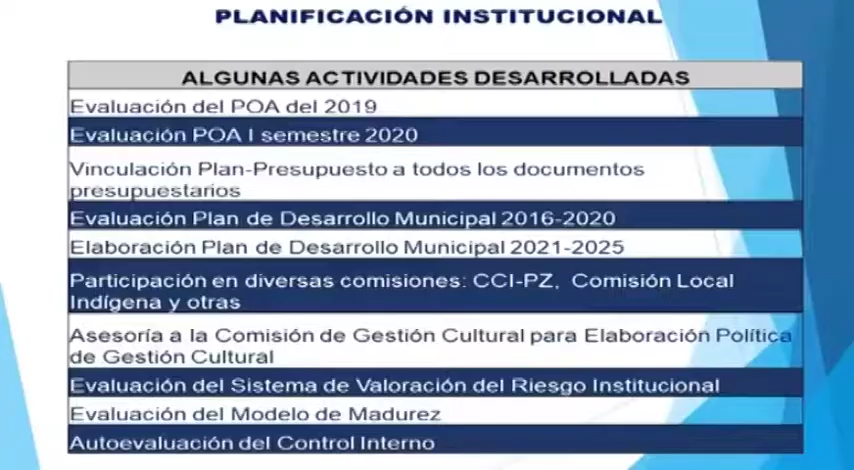 PLANIFICACIÓN INSTITUCIONAL
ALGUNAS ACTIVIDADES DESARROLLADAS
Evaluación del POA del 2019
Evaluación POA I semestre 2020
Vinculación Plan-Presupuesto a todos los documentos
presupuestarios
Evaluación Plan de Desarrollo Municipal 2016-2020
Elaboración Plan de Desarrollo Municipal 2021-2025
Participación en diversas comisiones: CCI-PZ, Comisión Local
Indígena y otras
Asesoría a la Comisión de Gestión Cultural para Elaboración Política
de Gestión Cultural
Evaluación del Sistema de Valoración del Riesgo Institucional
Evaluación del Modelo de Madurez
Autoevaluación del Control Interno